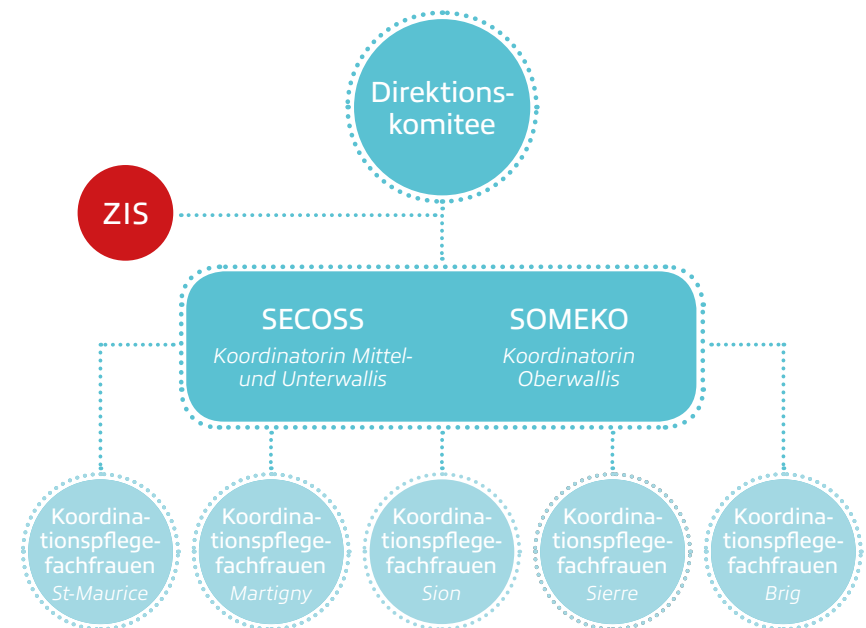 Direktions-
komitee
ZIS
SECOSS
Koordinatorin Mittel-
und Unterwallis
SOMEKO
Koordinatorin
Oberwallis
Koordina-
tionspflege-
fachfrauen
St-Maurice
Koordina-
tionspflege-
fachfrauen
Martigny
Koordina-
tionspflege-
fachfrauen
Sion
Koordina-
tionspflege-
fachfrauen
Sierre
Koordina-
tionspflege-
fachfrauen
Brig